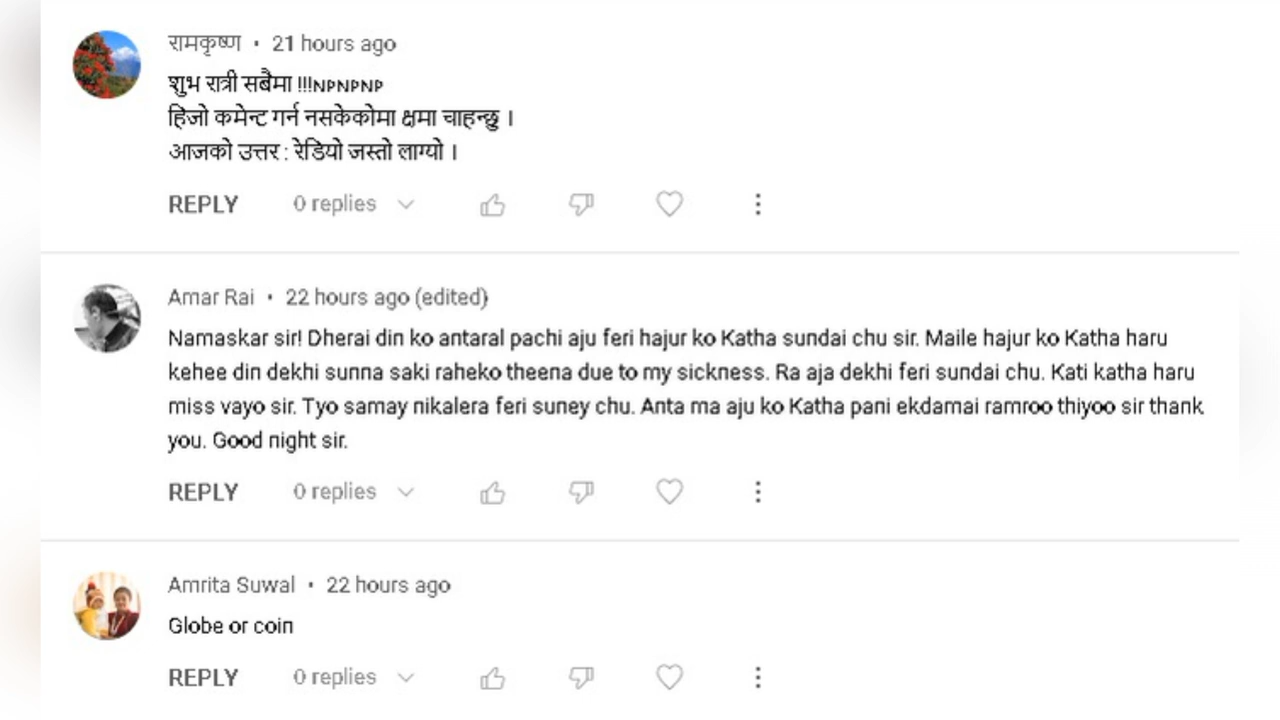 रामकृष्ण • 21 hours ago
शुभ रात्री सबैमा !!!NPNPNP
हिजो कमेन्ट गर्न नसकेकोमा क्षमा चाहन्छु ।
आजको उत्तर : रेडियो जस्तो लाग्यो ।
REPLY 0 replies
Amar Rai • 22 hours ago (edited)
Namaskar sir! Dherai din ko antaral pachi aju feri hajur ko Katha sundai chu sir. Maile hajur ko Katha haru
kehee din dekhi sunna saki raheko theena due to my sickness. Ra aja dekhi feri sundai chu. Kati katha haru
miss vayo sir. Tyo samay nikalera feri suney chu. Anta ma aju ko Katha pani ekdamai ramroo thiyoo sir thank
you. Good night sir.
REPLY 0 replies
Amrita Suwal • 22 hours ago
Globe or coin
REPLY 0 replies